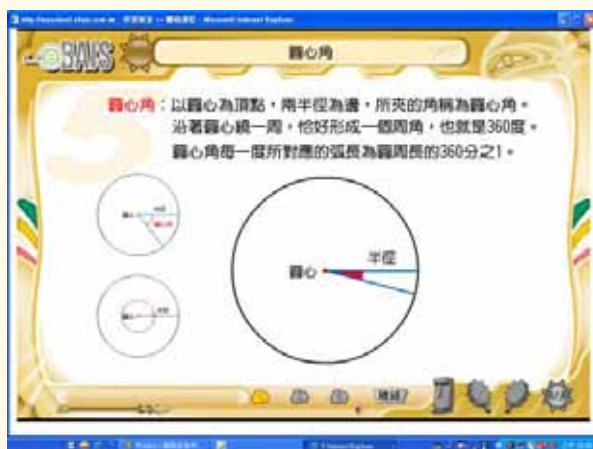 圓心角
圓心角：以圓心為頂點，兩半徑為邊，所夾的角稱為圓心角。
沿著圓心繞一周，恰好形成一個周角，也就是360度。
圓心角每一度所對應的弧長為圓周長的360分之1。
半徑
圓心